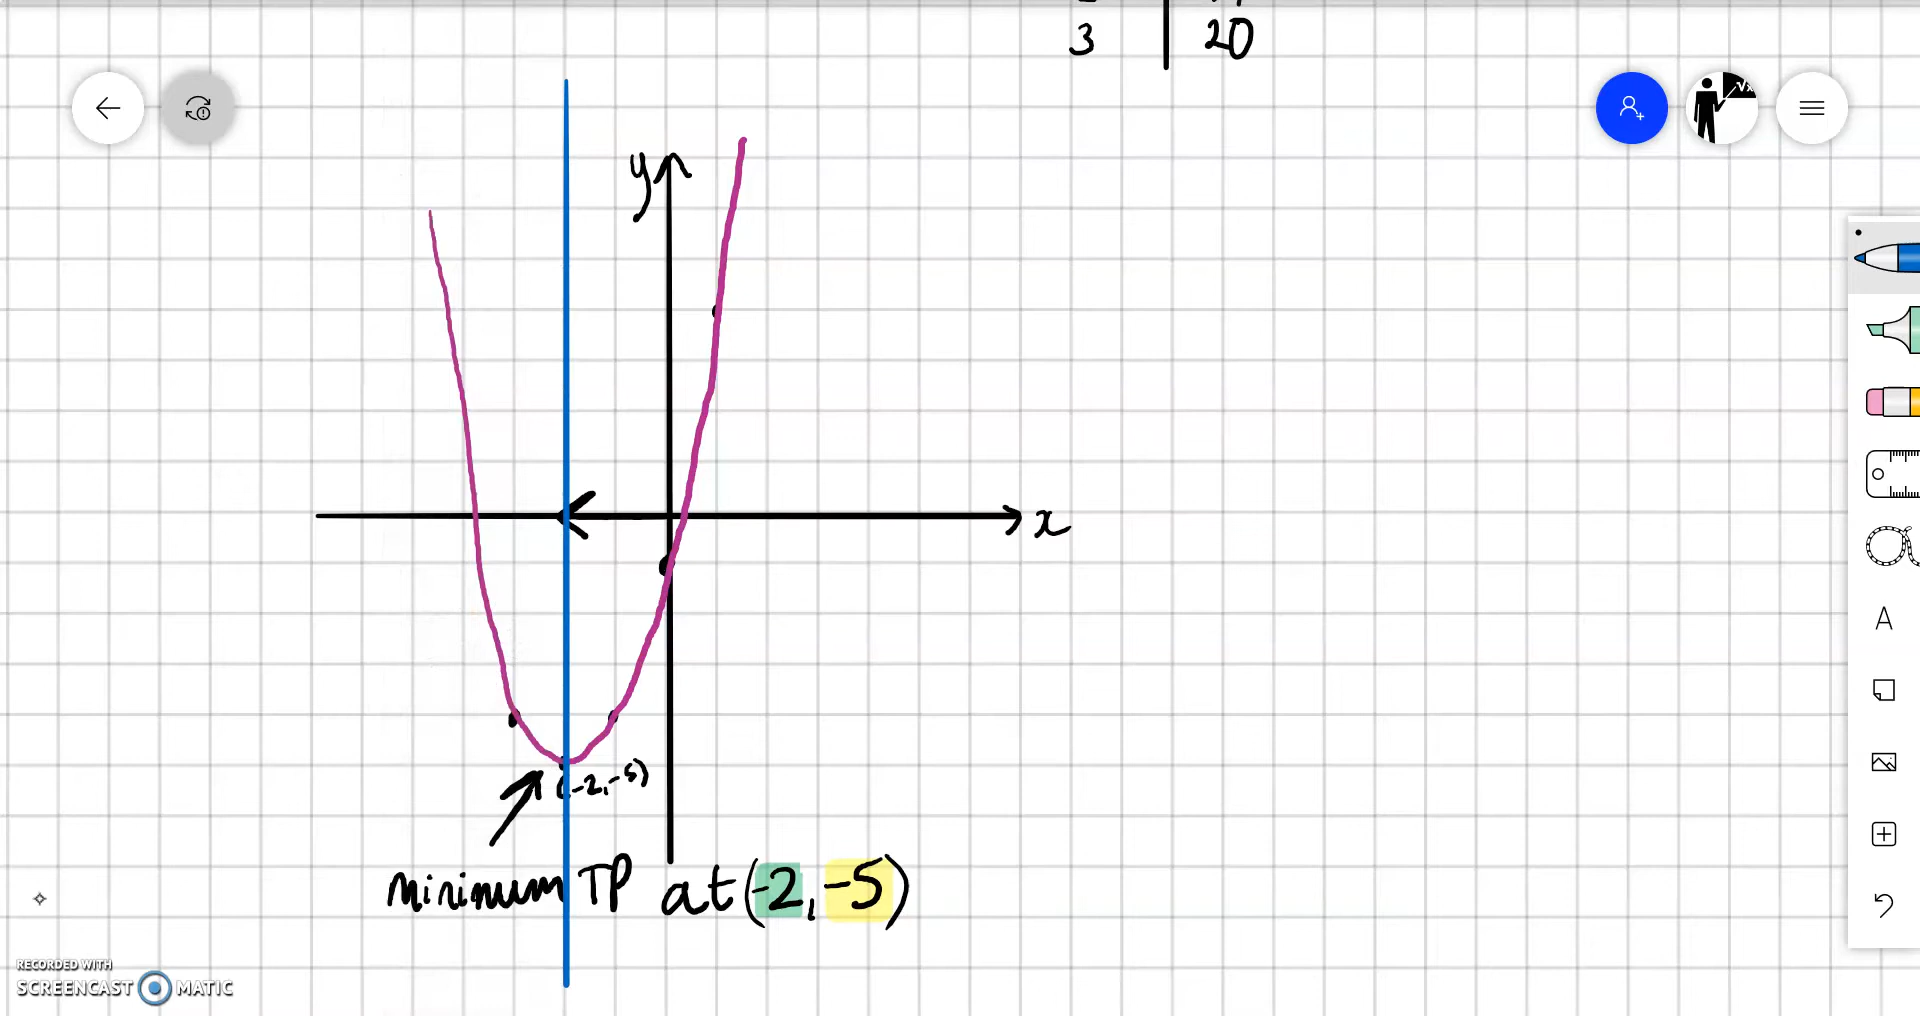 3 20
√x
y
x
(-2,-5)
minimum TP at (-2, -5)
A
RECORDED WITH
SCREENCAST MATIC